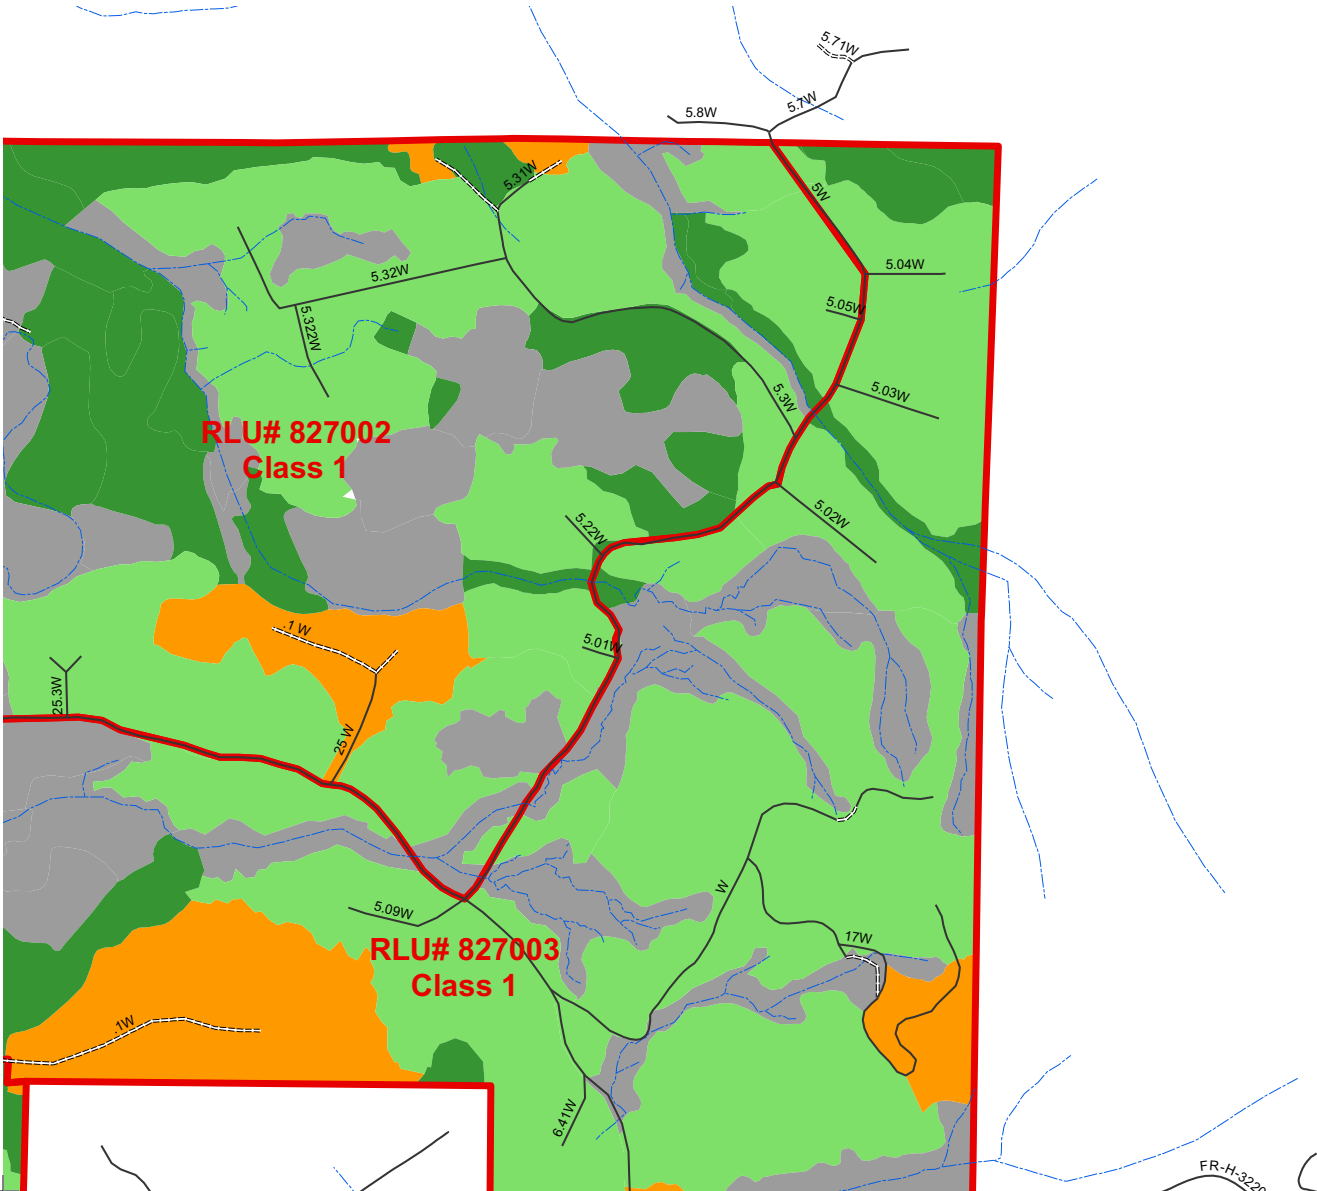 5.71W
5.7W
5.8W
5.31W
5W
5.04W
5.32W
5.05W
5.322W
5.3W
5.03W
RLU# 827002
Class 1
5.02W
5.22W
.1 W
5.01W
25.3W
25 W
W
5.09W
17W
RLU# 827003
Class 1
.1W
6.41W
FR-H-3220